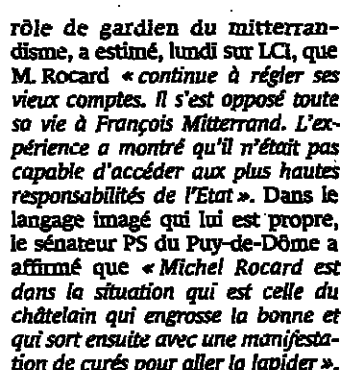 rôle de gardien du mitterran-
disme, a estimé, lundi sur LCI, que
M. Rocard « continue à régler ses
vieux comptes. Il s'est opposé toute
sa vie à François Mitterrand. L'ex-
périence a montré qu'il n'était pas
capable d'accéder aux plus hautes
responsabilités de l'Etat ». Dans le
langage imagé qui lui est propre,
le sénateur PS du Puy-de-Dôme a
affirmé que « Michel Rocard est
dans la situation qui est celle du
châtelain qui engrosse la bonne et
qui sort ensuite avec une manifesta-
tion de curés pour aller la lapider ».